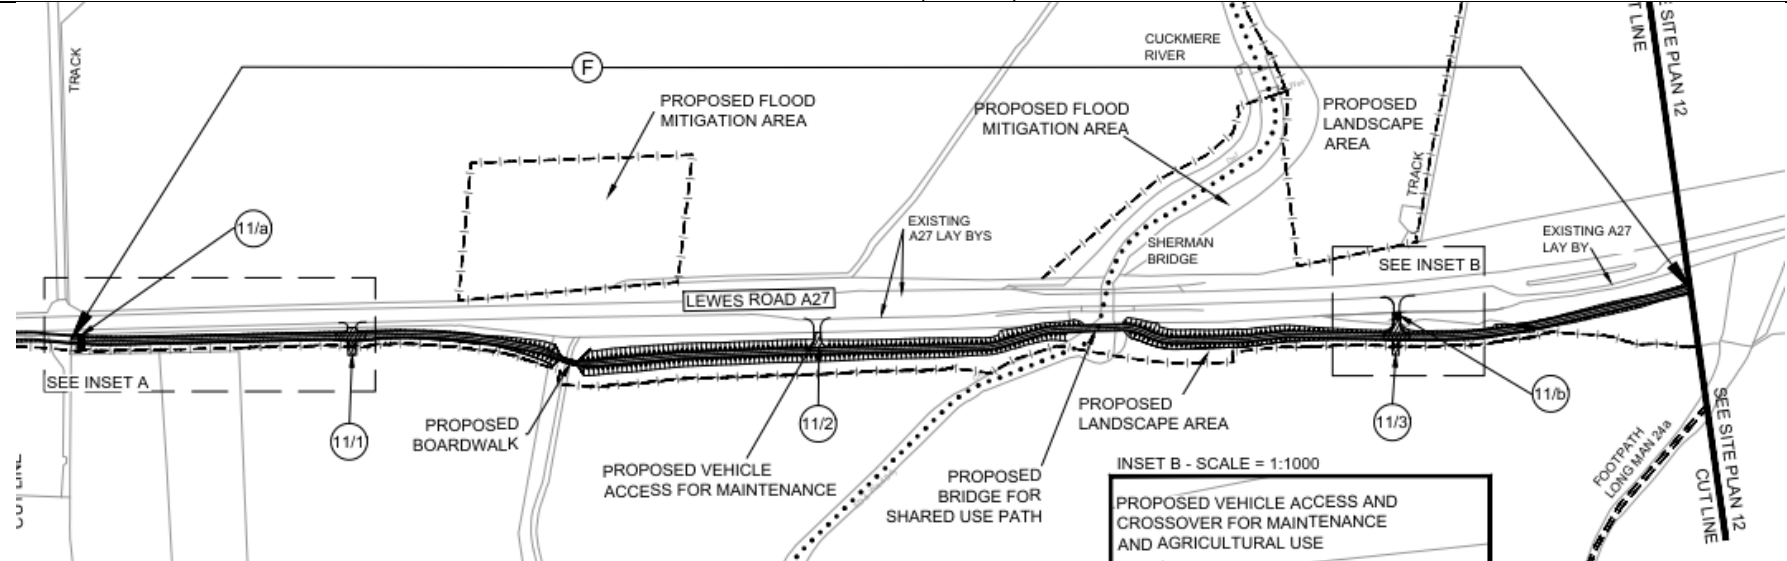 TRACK
F
CUCKMERE
RIVER
PROPOSED FLOOD
MITIGATION AREA
PROPOSED FLOOD
MITIGATION AREA
PROPOSED
LANDSCAPE
AREA
TRACK
SEE SITE PLAN 12
T LINE
11/a
EXISTING
A27 LAY BYS
SHERMAN
BRIDGE
EXISTING A27
LAY BY
SEE INSET B
LEWES ROAD A27
SEE INSET A
11/1
PROPOSED
BOARDWALK
11/2
PROPOSED VEHICLE
ACCESS FOR MAINTENANCE
PROPOSED
BRIDGE FOR
SHARED USE PATH
PROPOSED
LANDSCAPE AREA
11/3
11/b
FOOTPATH
LONG MAN 24a
SEE SITE PLAN 12
CUT LINE
CUT LINE
INSET B - SCALE = 1:1000
PROPOSED VEHICLE ACCESS AND
CROSSOVER FOR MAINTENANCE
AND AGRICULTURAL USE